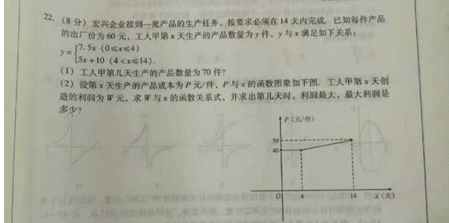 22. (8分) 宏兴企业接到一批产品的生产任务，按要求必须在14天内完成. 已知每件产品
的出厂价为60元，工人甲第x天生产的产品数量为y件，y与x满足如下关系：
y={7.5x (0≤x≤4)
5x+10 (4<x≤14).
(1) 工人甲第几天生产的产品数量为70件?
(2) 设第x天生产的产品成本为P元/件，P与x的函数图象如下图. 工人甲第x天创
造的利润为W元，求W与x的函数关系式，并求出第几天时，利润最大，最大利润是
多少?
P (元/件)
50
40
O 4 14 x (天)